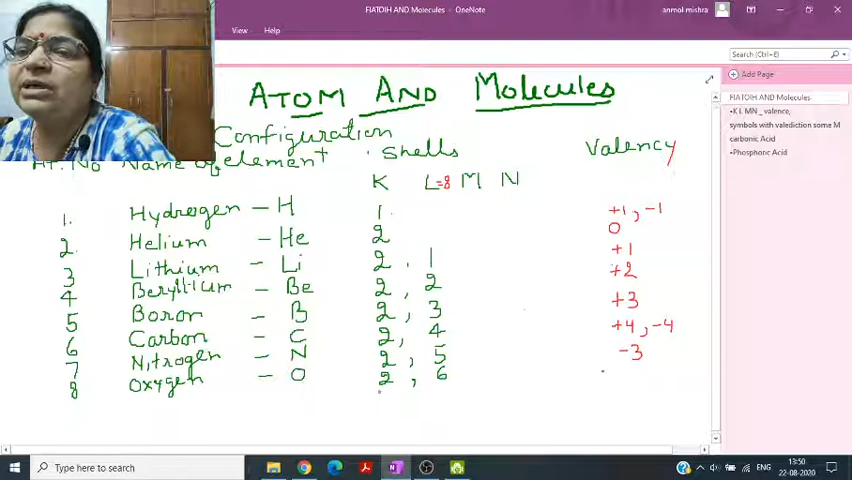 FIATOIH AND Molecules - OneNote
anmol mishra
View Help
Search (Ctrl+E)
ATOM AND Molecules
Add Page
FIATOIH AND Molecules
•K l. MN _ valence,
symbols with valediction some M
carbonic Acid
•Phosphoric Acid
Configuration
At. No Name of element Shells Valency
K L=8 M N
1. Hydrogen - H 1 +1, -1
2. Helium - He 2 0
3 Lithium - Li 2, 1 +1
4 Beryllium - Be 2, 2 +2
5 Boron - B 2, 3 +3
6 Carbon - C 2, 4 +4, -4
7 Nitrogen - N 2, 5 -3
8 Oxygen - O 2, 6
Type here to search
ENG
13:50
22-08-2020